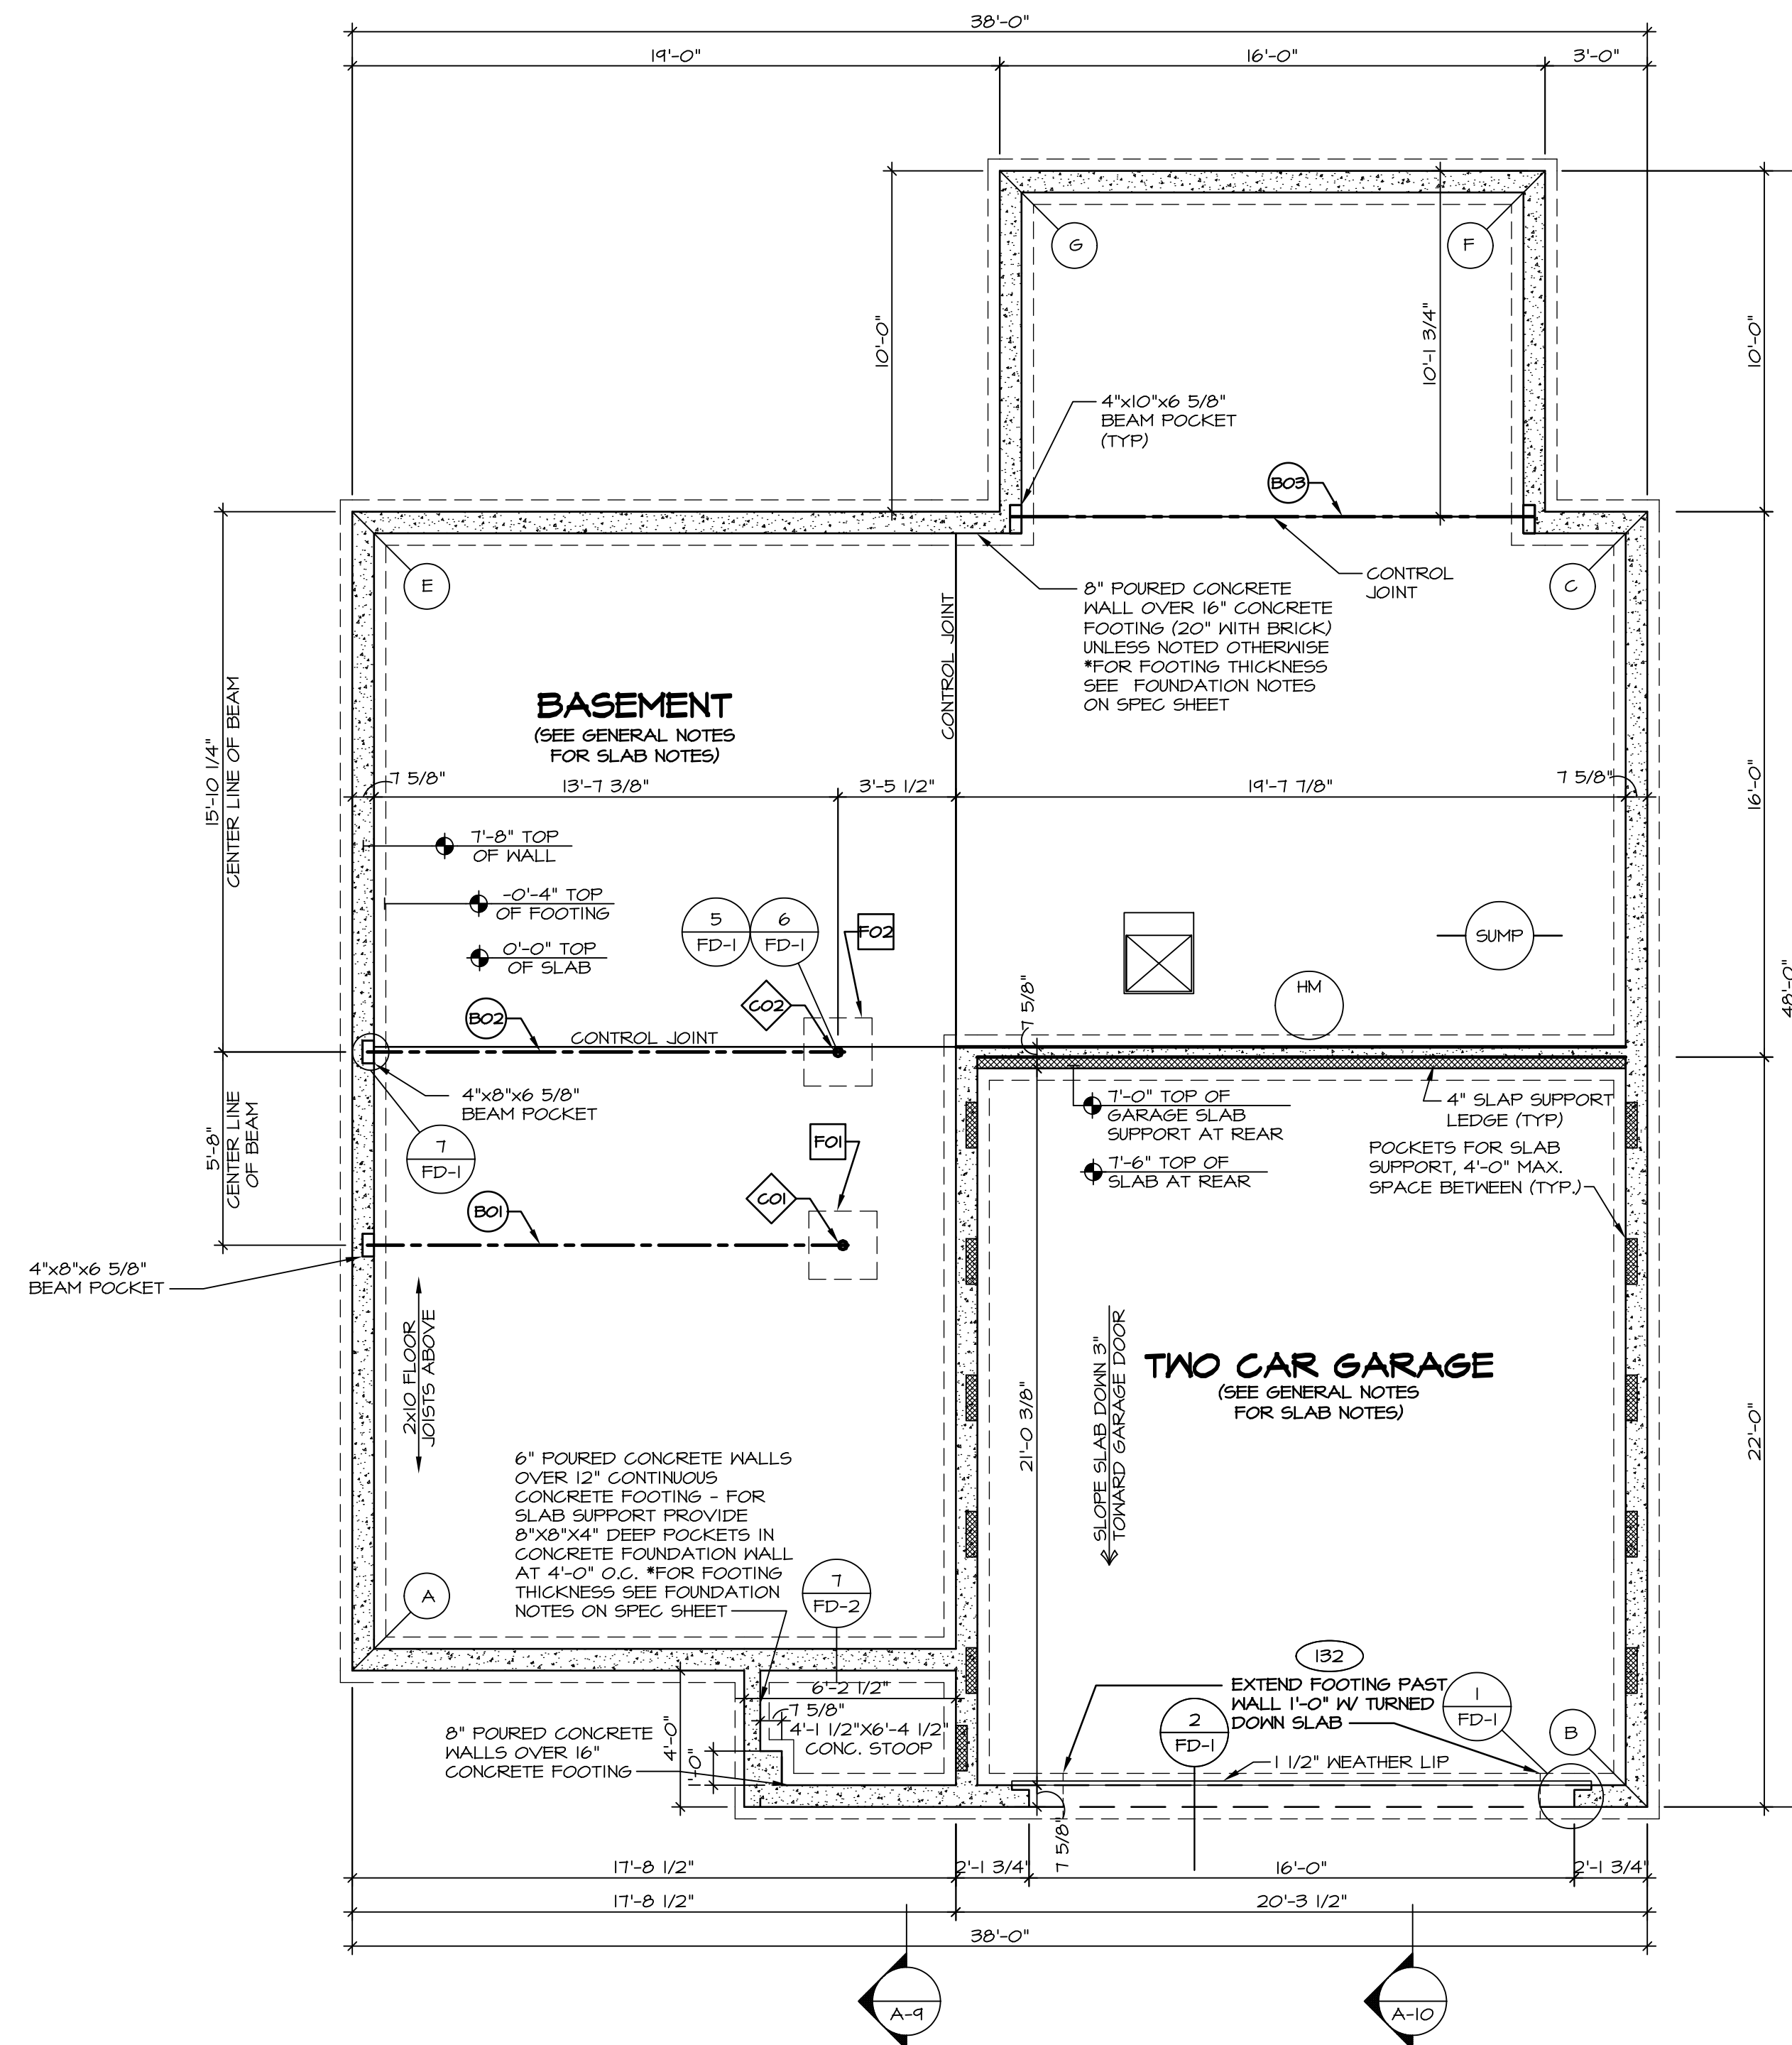 38'-0"
19'-0"
16'-0"
3'-0"
G
F
10'-0"
10'-1 3/4"
10'-0"
4"x10"x6 5/8"
BEAM POCKET
(TYP)
B03
E
C
CONTROL
JOINT
CONTROL JOINT
8" POURED CONCRETE
WALL OVER 16" CONCRETE
FOOTING (20" WITH BRICK)
UNLESS NOTED OTHERWISE
*FOR FOOTING THICKNESS
SEE FOUNDATION NOTES
ON SPEC SHEET
BASEMENT
(SEE GENERAL NOTES
FOR SLAB NOTES)
15'-10 1/4"
CENTER LINE OF BEAM
7 5/8"
13'-7 3/8"
3'-5 1/2"
19'-7 7/8"
7 5/8"
16'-0"
7'-8" TOP
OF WALL
-0'-4" TOP
OF FOOTING
0'-0" TOP
OF SLAB
5
FD-1
6
FD-1
F02
SUMP
HM
C02
B02
CONTROL JOINT
7 5/8"
48'-0"
4"x8"x6 5/8"
BEAM POCKET
7
FD-1
5'-8"
CENTER LINE
OF BEAM
F01
C01
B01
7'-0" TOP OF
GARAGE SLAB
SUPPORT AT REAR
7'-6" TOP OF
SLAB AT REAR
4" SLAP SUPPORT
LEDGE (TYP)
POCKETS FOR SLAB
SUPPORT, 4'-0" MAX.
SPACE BETWEEN (TYP.)
4"x8"x6 5/8"
BEAM POCKET
2x10 FLOOR
JOISTS ABOVE
TWO CAR GARAGE
(SEE GENERAL NOTES
FOR SLAB NOTES)
21'-0 3/8"
SLOPE SLAB DOWN 3"
TOWARD GARAGE DOOR
22'-0"
6" POURED CONCRETE WALLS
OVER 12" CONTINUOUS
CONCRETE FOOTING - FOR
SLAB SUPPORT PROVIDE
8"X8"X4" DEEP POCKETS IN
CONCRETE FOUNDATION WALL
AT 4'-0" O.C. *FOR FOOTING
THICKNESS SEE FOUNDATION
NOTES ON SPEC SHEET
A
7
FD-2
132
EXTEND FOOTING PAST
WALL 1'-0" W/ TURNED
DOWN SLAB
1
FD-1
2
FD-1
B
6'-2 1/2"
7 5/8"
4'-1 1/2"X6'-4 1/2"
CONC. STOOP
4'-0"
8" POURED CONCRETE
WALLS OVER 16"
CONCRETE FOOTING
1 1/2" WEATHER LIP
7 5/8"
17'-8 1/2"
2'-1 3/4"
16'-0"
2'-1 3/4"
17'-8 1/2"
20'-3 1/2"
38'-0"
A-9
A-10